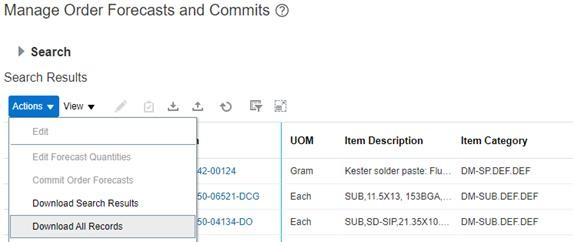 Manage Order Forecasts and Commits
Search
Search Results
Actions View
Edit
UOM Item Description Item Category
Edit Forecast Quantities
42-00124 Gram Kester solder paste: Flu... DM-SP.DEF.DEF
Commit Order Forecasts
Download Search Results
50-06521-DCG Each SUB,11.5X13, 153BGA,... DM-SUB.DEF.DEF
Download All Records
50-04134-DO Each SUB,SD-SIP,21.35X10.... DM-SUB.DEF.DEF